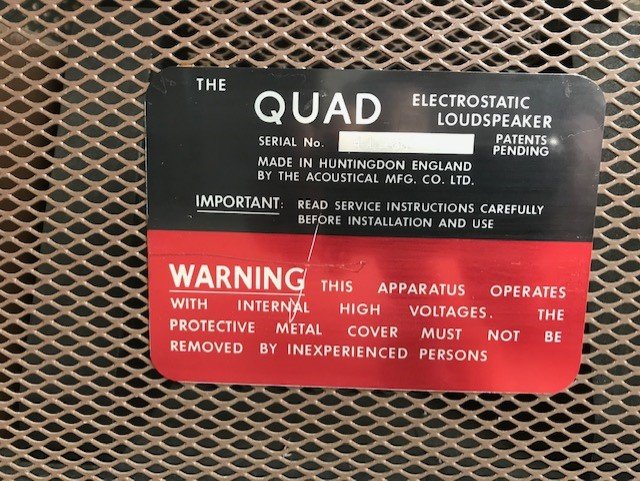 THE
QUAD ELECTROSTATIC
LOUDSPEAKER
SERIAL No. PATENTS
PENDING
MADE IN HUNTINGDON ENGLAND
BY THE ACOUSTICAL MFG. CO. LTD.
IMPORTANT: READ SERVICE INSTRUCTIONS CAREFULLY
BEFORE INSTALLATION AND USE
WARNING THIS APPARATUS OPERATES
WITH INTERNAL HIGH VOLTAGES. THE
PROTECTIVE METAL COVER MUST NOT BE
REMOVED BY INEXPERIENCED PERSONS